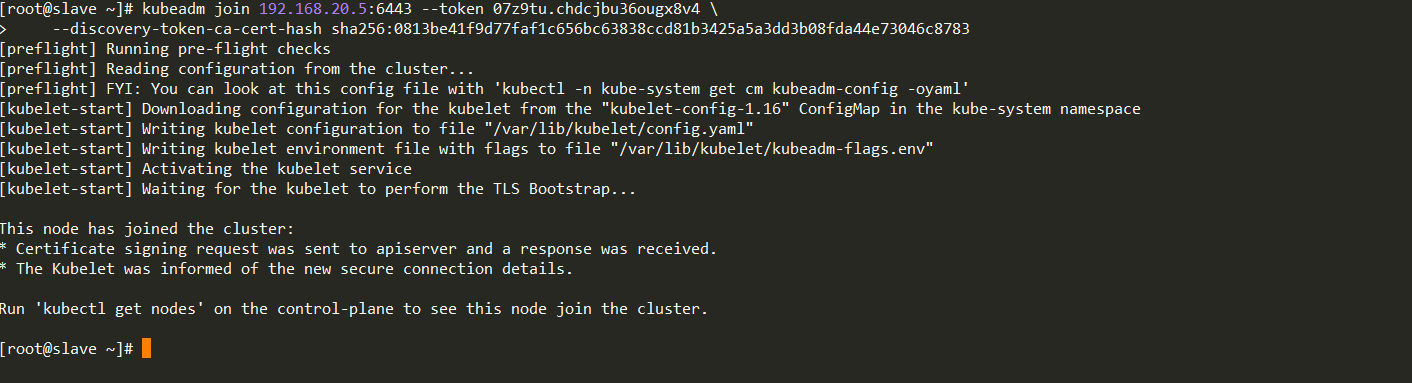 [root@slave ~]# kubeadm join 192.168.20.5:6443 --token 07z9tu.chdcjbu36ougx8v4 \
>     --discovery-token-ca-cert-hash sha256:0813be41f9d77faf1c656bc63838ccd81b3425a5a3dd3b08fda44e73046c8783
[preflight] Running pre-flight checks
[preflight] Reading configuration from the cluster...
[preflight] FYI: You can look at this config file with 'kubectl -n kube-system get cm kubeadm-config -oyaml'
[kubelet-start] Downloading configuration for the kubelet from the "kubelet-config-1.16" ConfigMap in the kube-system namespace
[kubelet-start] Writing kubelet configuration to file "/var/lib/kubelet/config.yaml"
[kubelet-start] Writing kubelet environment file with flags to file "/var/lib/kubelet/kubeadm-flags.env"
[kubelet-start] Activating the kubelet service
[kubelet-start] Waiting for the kubelet to perform the TLS Bootstrap...
This node has joined the cluster:
* Certificate signing request was sent to apiserver and a response was received.
* The Kubelet was informed of the new secure connection details.
Run 'kubectl get nodes' on the control-plane to see this node join the cluster.
[root@slave ~]#